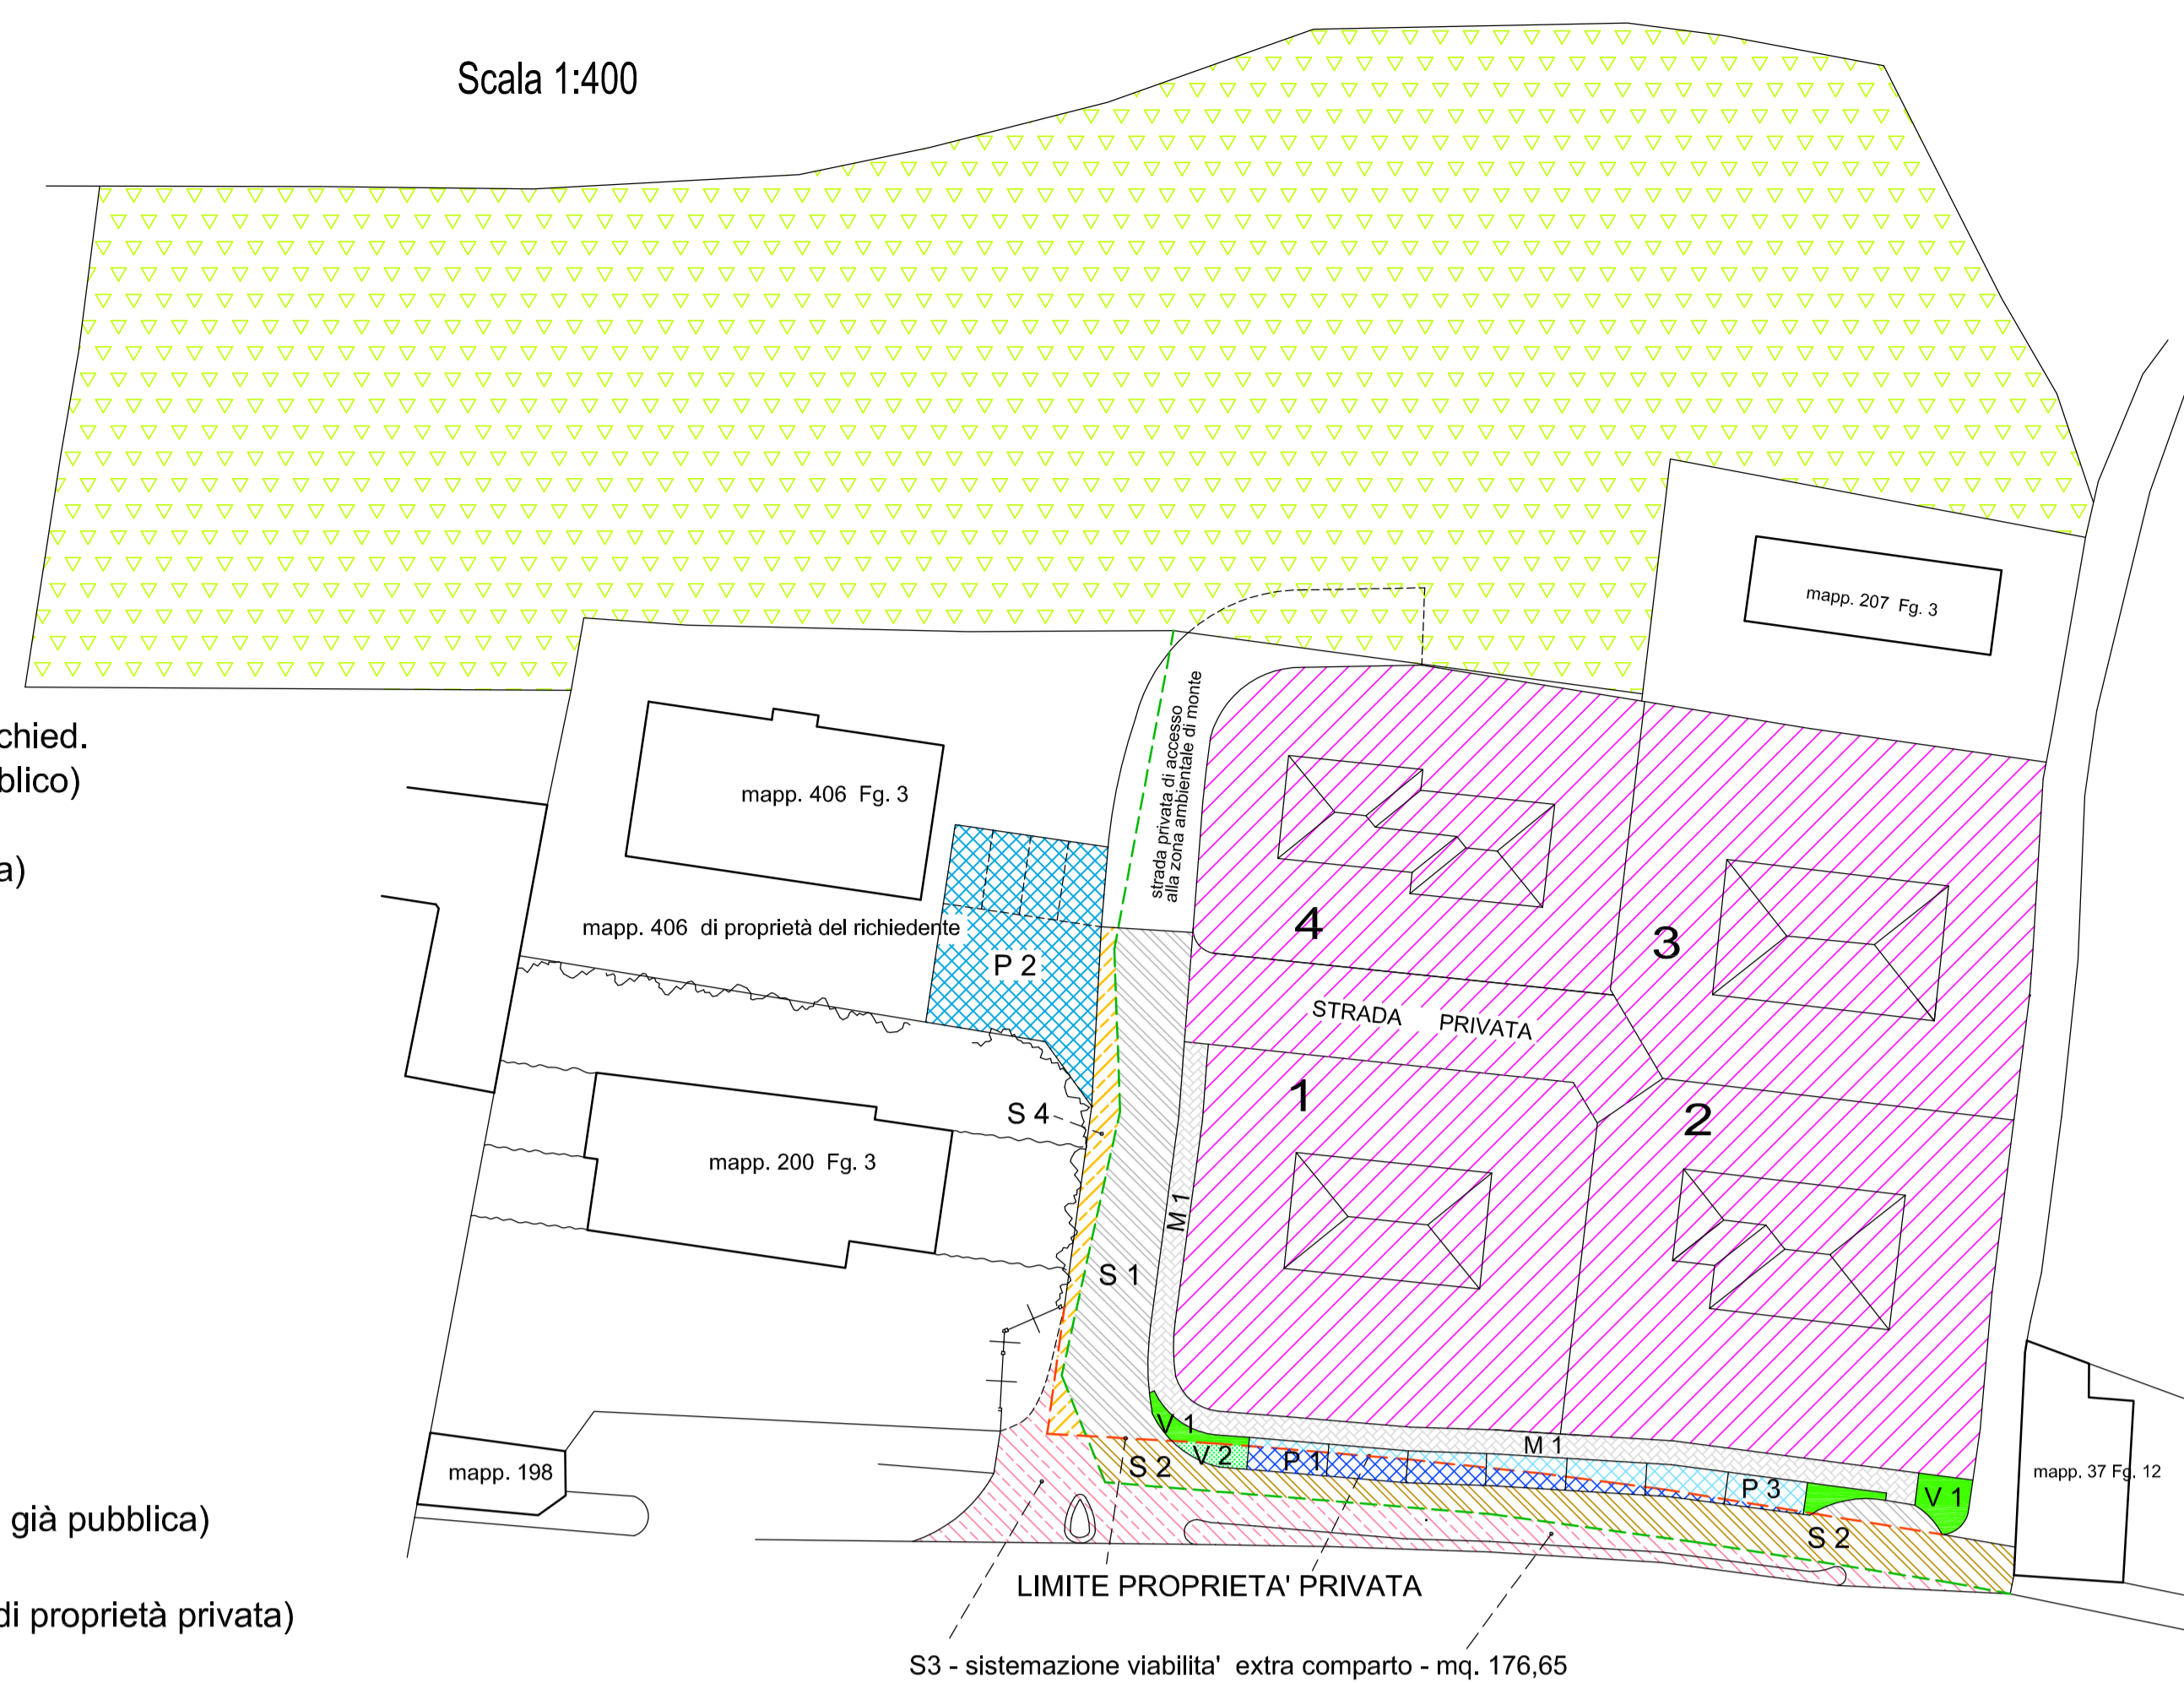 Scala 1:400
mapp. 207 Fg. 3
chied.
blico)
a)
mapp. 406 Fg. 3
mapp. 406 di proprietà del richiedente
P 2
strada privata di accesso
alla zona ambientale di monte
4
3
STRADA PRIVATA
1
2
S 4
mapp. 200 Fg. 3
M 1
S 1
V 1
V 2
S 2
P 1
M 1
P 3
V 1
S 2
mapp. 198
mapp. 37 Fg. 12
già pubblica)
LIMITE PROPRIETA' PRIVATA
di proprietà privata)
S3 - sistemazione viabilita' extra comparto - mq. 176,65